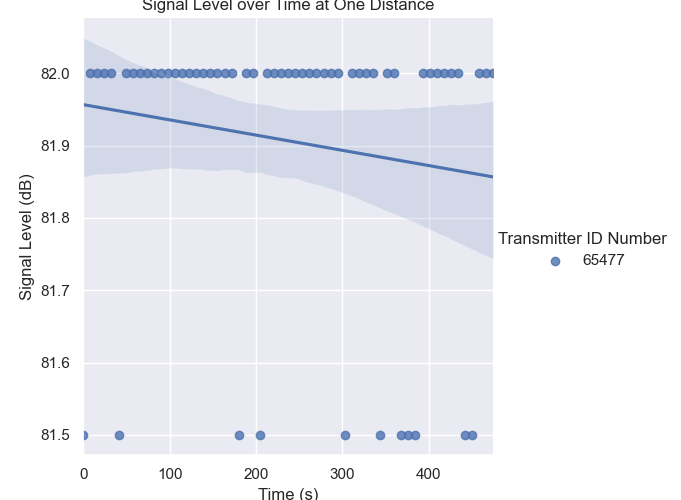 Signal Level over Time at One Distance
82.0
81.9
81.8
81.7
81.6
81.5
Signal Level (dB)
0 100 200 300 400
Time (s)
Transmitter ID Number
65477